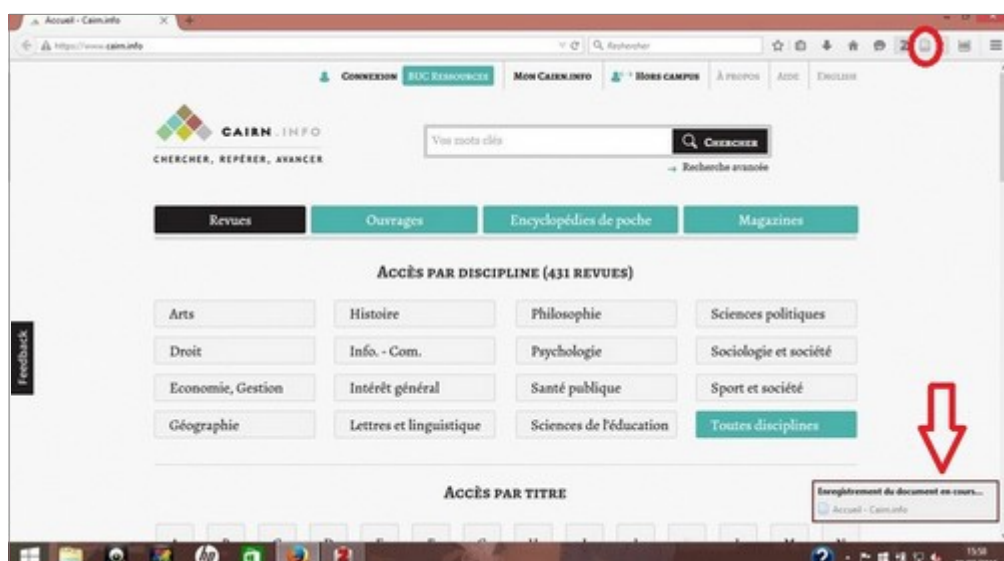 Accueil - Cairn.info
https://www.cairn.info
Rechercher
CONNEXION BUC RESSOURCES MON CAIRN.INFO HORS CAMPUS À PROPOS AIDE ENGLISH
CAIRN.INFO
CHERCHER, REPÉRER, AVANCER
Vos mots clés
CHERCHER
→ Recherche avancée
Revues Ouvrages Encyclopédies de poche Magazines
ACCÈS PAR DISCIPLINE (431 REVUES)
Arts Histoire Philosophie Sciences politiques
Droit Info. - Com. Psychologie Sociologie et société
Economie, Gestion Intérêt général Santé publique Sport et société
Géographie Lettres et linguistique Sciences de l'éducation Toutes disciplines
Feedback
ACCÈS PAR TITRE
Enregistrement du document en cours...
Accueil - Cairn.info
hp
15:58